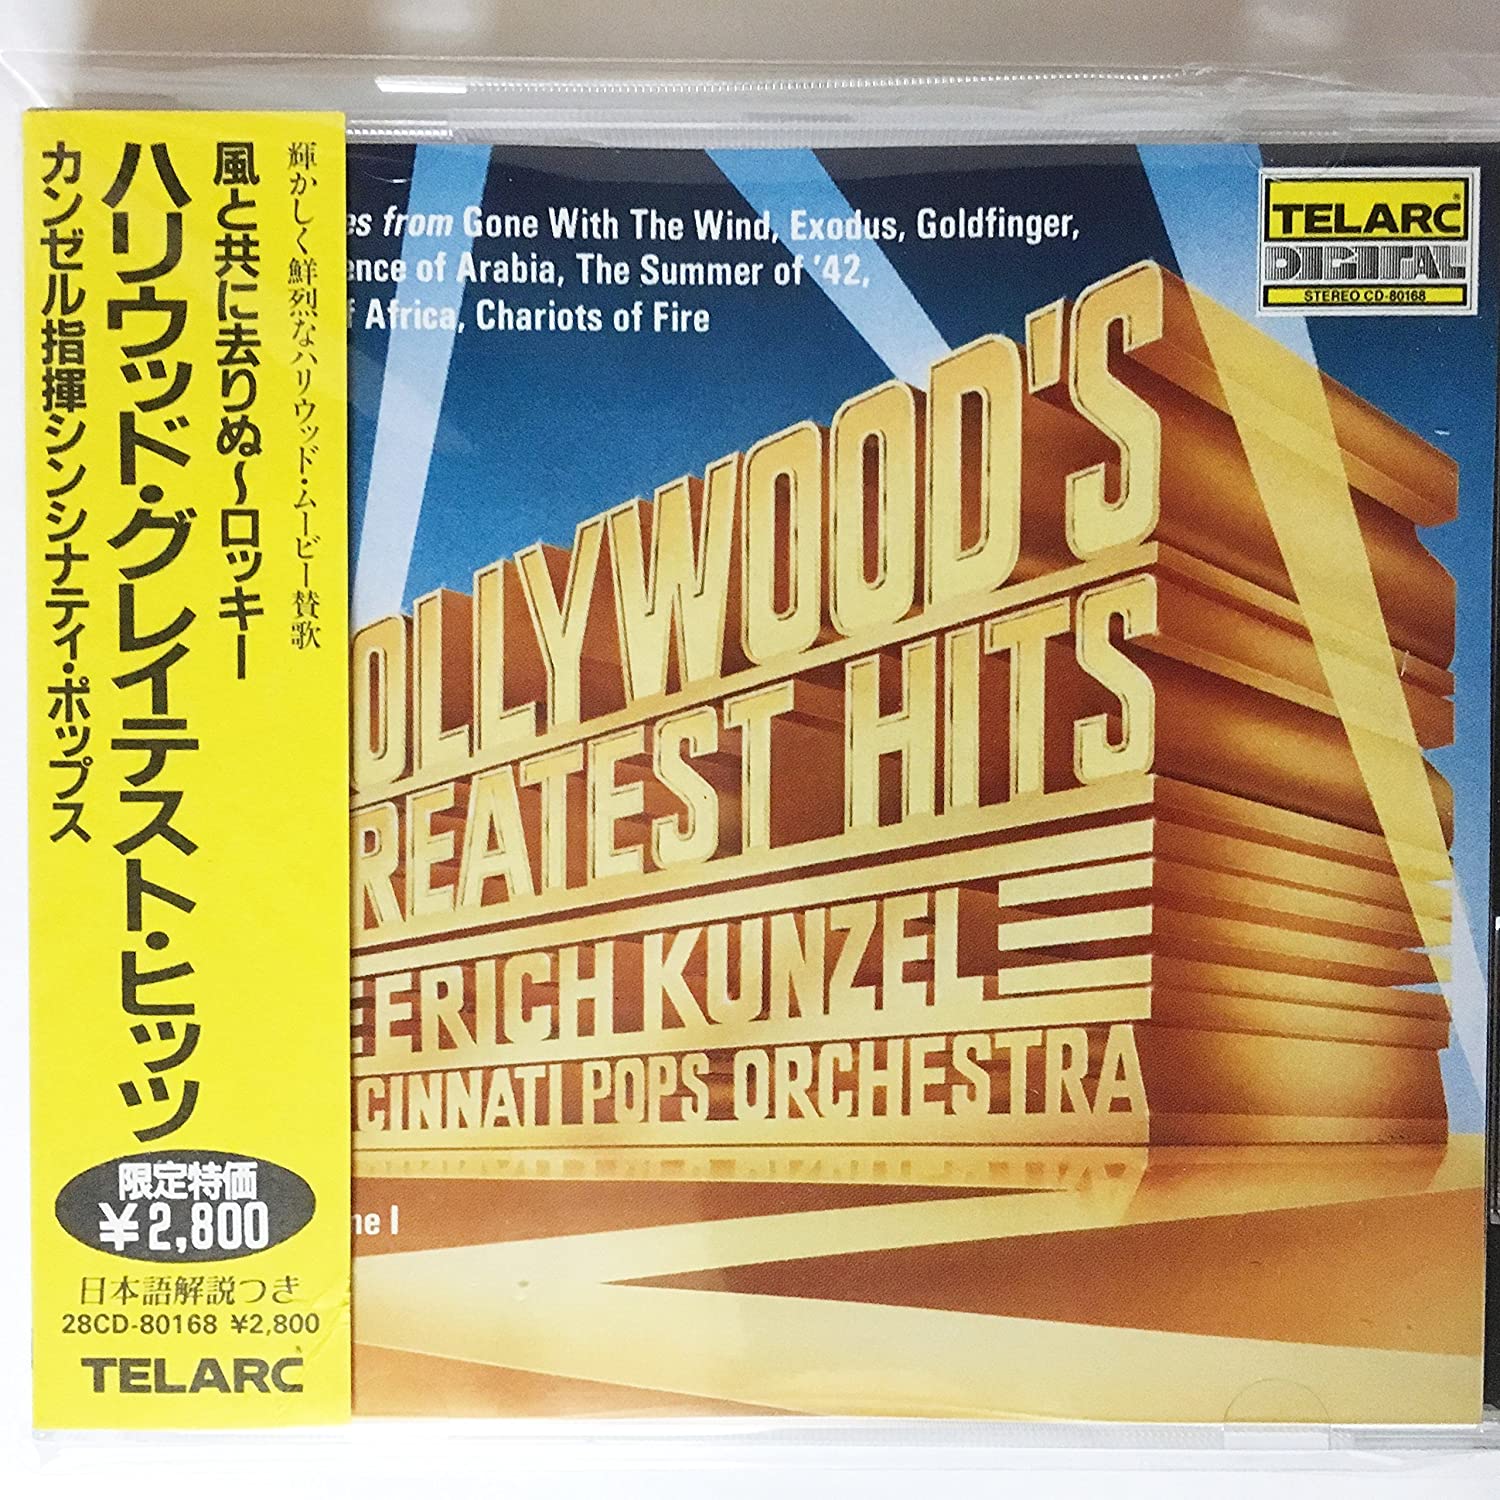 輝かしく鮮烈なハリウッド・ムービー賛歌
風と共に去りぬ〜ロッキー
ハリウッド・グレイテスト・ヒッツ
カンゼル指揮シンシナティ・ポップス
限定特価
¥2,800
日本語解説つき
28CD-80168 ¥2,800
TELARC
es from Gone With The Wind, Exodus, Goldfinger,
ence of Arabia, The Summer of '42,
f Africa, Chariots of Fire
TELARC
DIGITAL
STEREO CD-80168
OLLYWOOD'S
REATEST HITS
ERICH KUNZEL
CINNATI POPS ORCHESTRA
me I